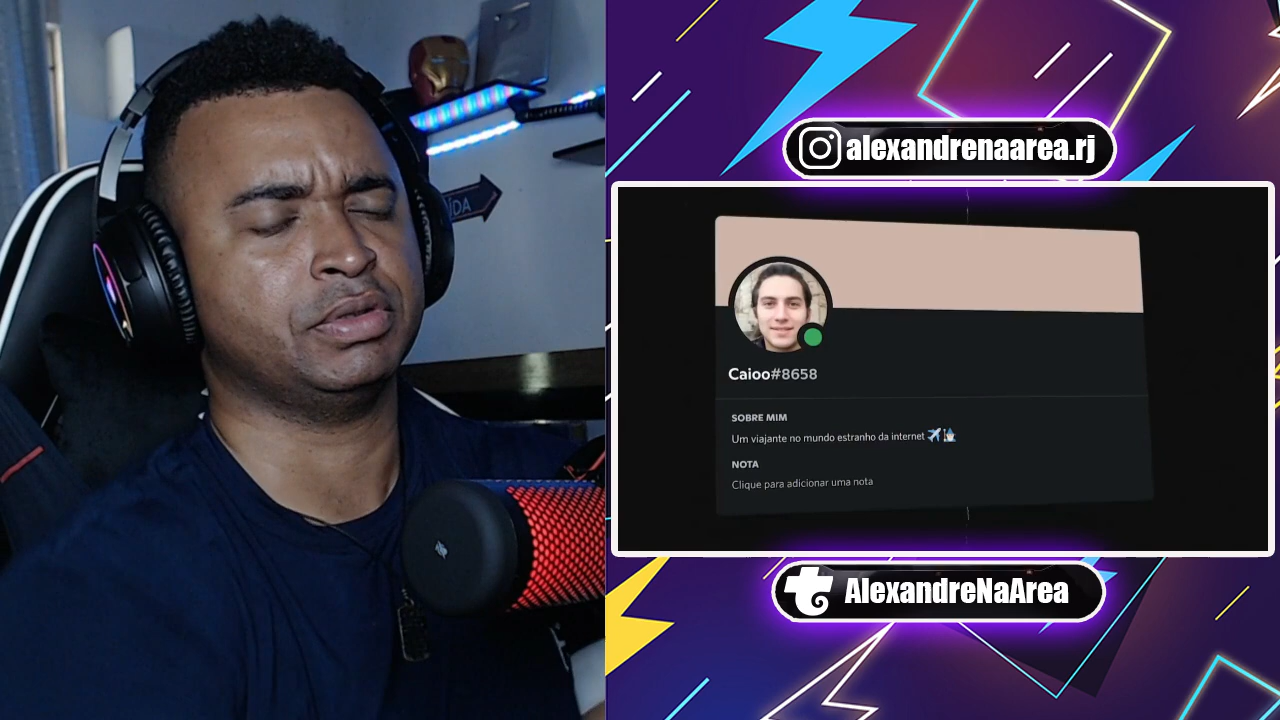 ÍDA
alexandrenaarea.rj
Caioo#8658
SOBRE MIM
Um viajante no mundo estranho da internet
NOTA
Clique para adicionar uma nota
AlexandreNaArea